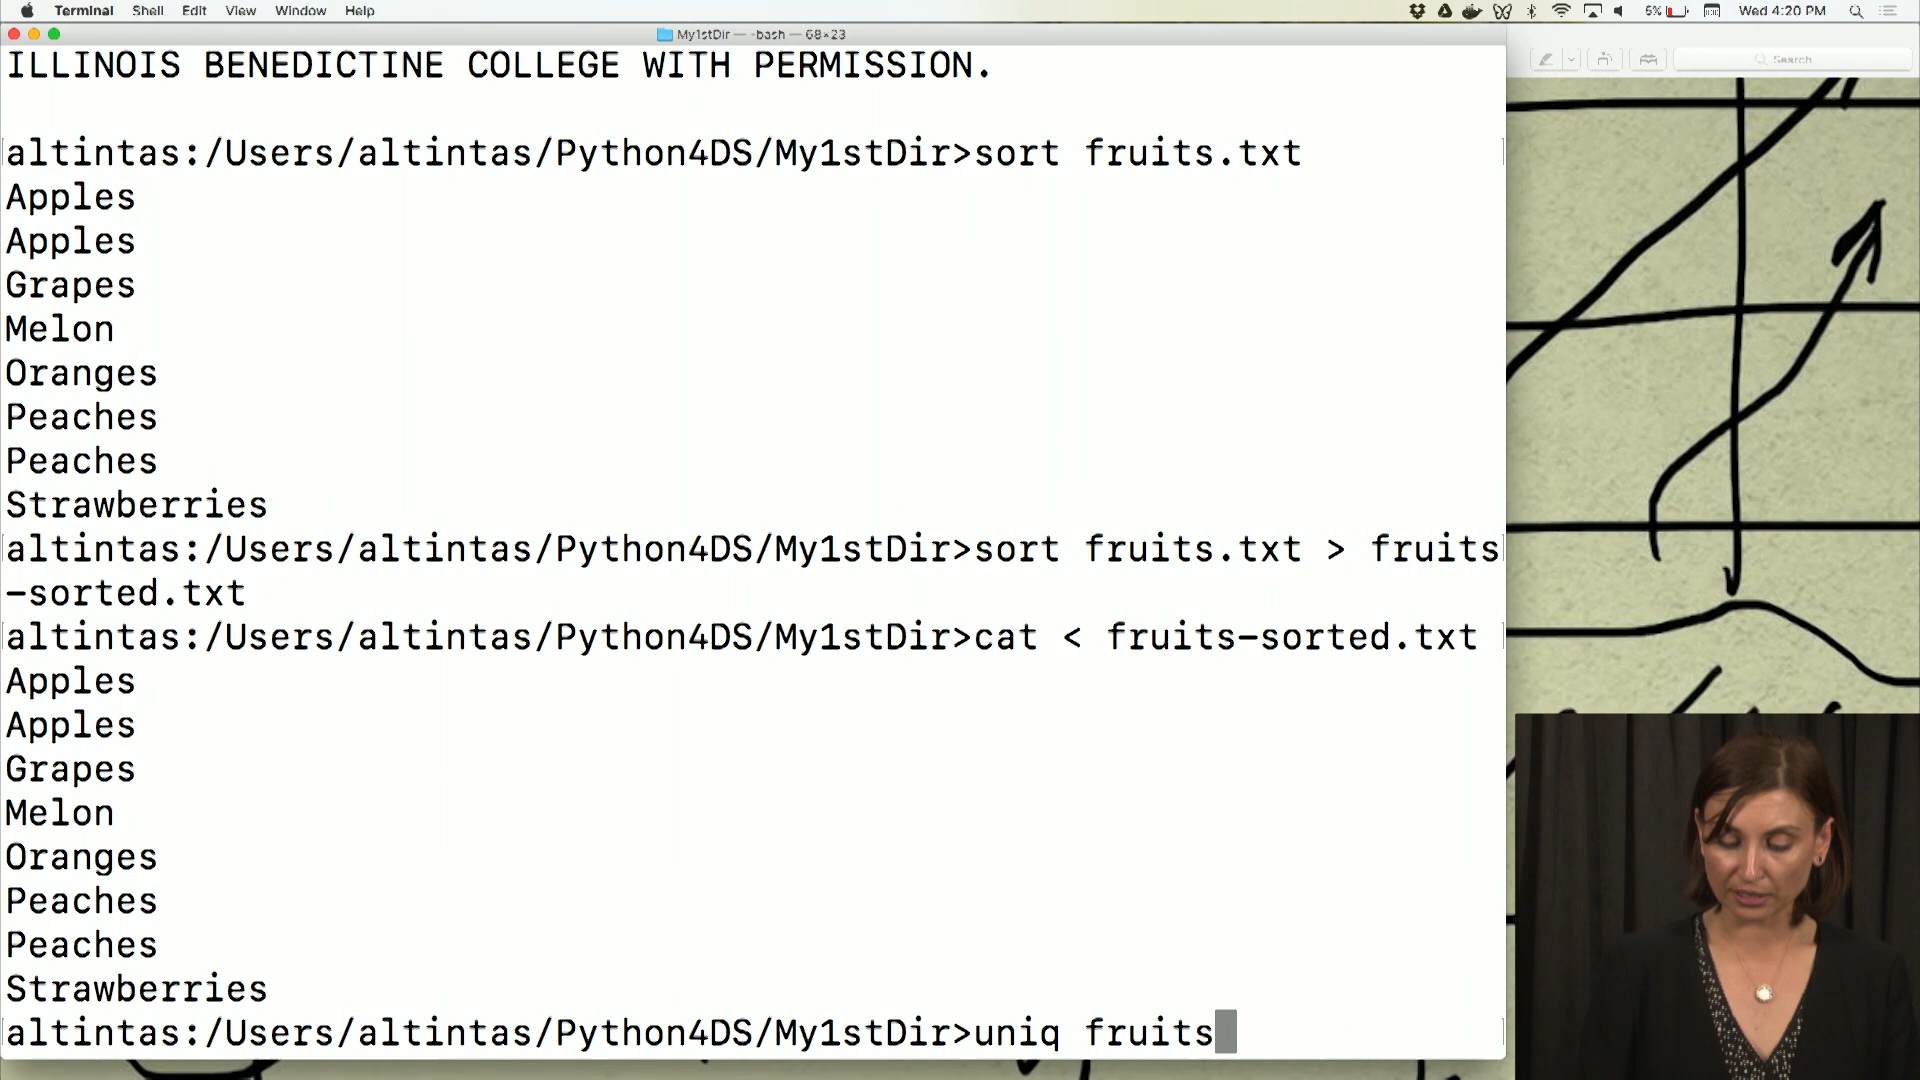 Terminal Shell Edit View Window Help 5% Wed 4:20 PM
My1stDir — -bash — 68×23
Search
ILLINOIS BENEDICTINE COLLEGE WITH PERMISSION.
altintas:/Users/altintas/Python4DS/My1stDir>sort fruits.txt
Apples
Apples
Grapes
Melon
Oranges
Peaches
Peaches
Strawberries
altintas:/Users/altintas/Python4DS/My1stDir>sort fruits.txt > fruits
-sorted.txt
altintas:/Users/altintas/Python4DS/My1stDir>cat < fruits-sorted.txt
Apples
Apples
Grapes
Melon
Oranges
Peaches
Peaches
Strawberries
altintas:/Users/altintas/Python4DS/My1stDir>uniq fruits